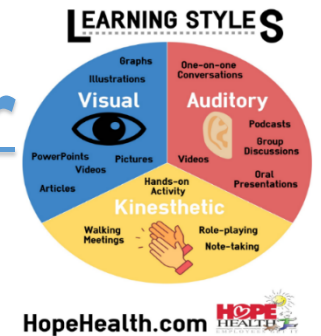 LEARNING STYLES
Graphs
Illustrations
Visual
PowerPoints
Videos
Pictures
Articles
One-on-one
Conversations
Auditory
Podcasts
Group
Discussions
Videos
Oral
Presentations
Hands-on
Activity
Kinesthetic
Walking
Meetings
Role-playing
Note-taking
HopeHealth.com
HOPE
HEALTH